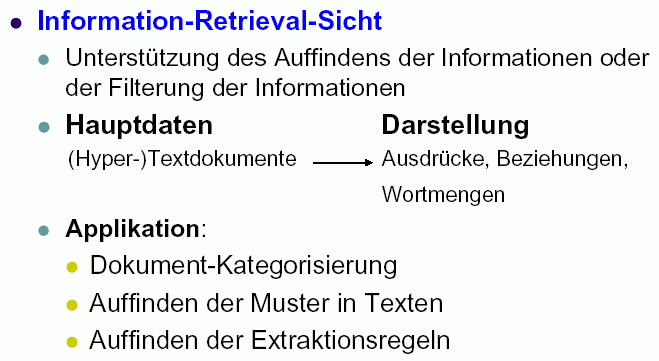 Information-Retrieval-Sicht
Unterstützung des Auffindens der Informationen oder
der Filterung der Informationen
Hauptdaten Darstellung
(Hyper-)Textdokumente Ausdrücke, Beziehungen,
Wortmengen
Applikation:
Dokument-Kategorisierung
Auffinden der Muster in Texten
Auffinden der Extraktionsregeln